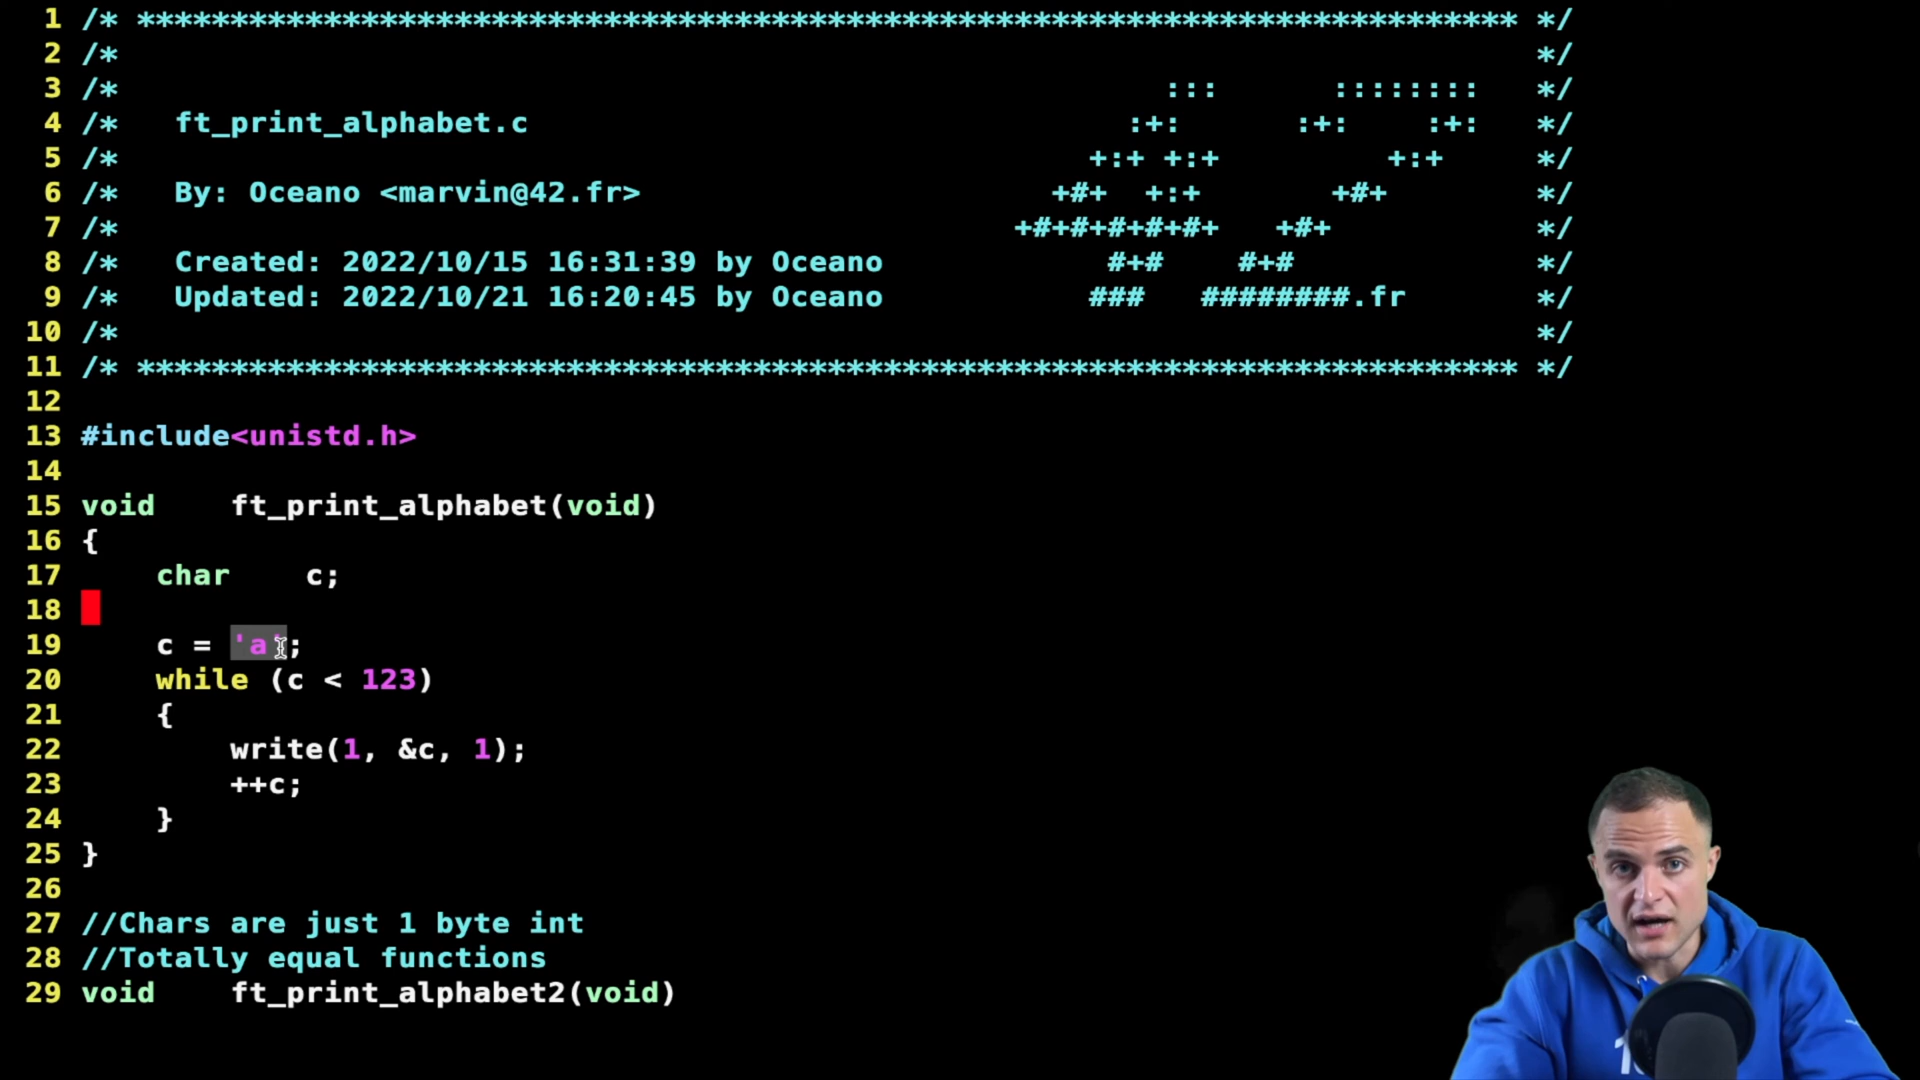 1 /* ************************************************************************** */
2 /*                                                                            */
3 /*                                                        :::      ::::::::   */
4 /*   ft_print_alphabet.c                                :+:      :+:    :+:   */
5 /*                                                    +:+ +:+         +:+     */
6 /*   By: Oceano <marvin@42.fr>                      +#+  +:+       +#+        */
7 /*                                                +#+#+#+#+#+   +#+           */
8 /*   Created: 2022/10/15 16:31:39 by Oceano            #+#    #+#             */
9 /*   Updated: 2022/10/21 16:20:45 by Oceano           ###   ########.fr       */
10 /*                                                                            */
11 /* ************************************************************************** */
12
13 #include<unistd.h>
14
15 void    ft_print_alphabet(void)
16 {
17     char    c;
18
19     c = 'a';
20     while (c < 123)
21     {
22         write(1, &c, 1);
23         ++c;
24     }
25 }
26
27 //Chars are just 1 byte int
28 //Totally equal functions
29 void    ft_print_alphabet2(void)